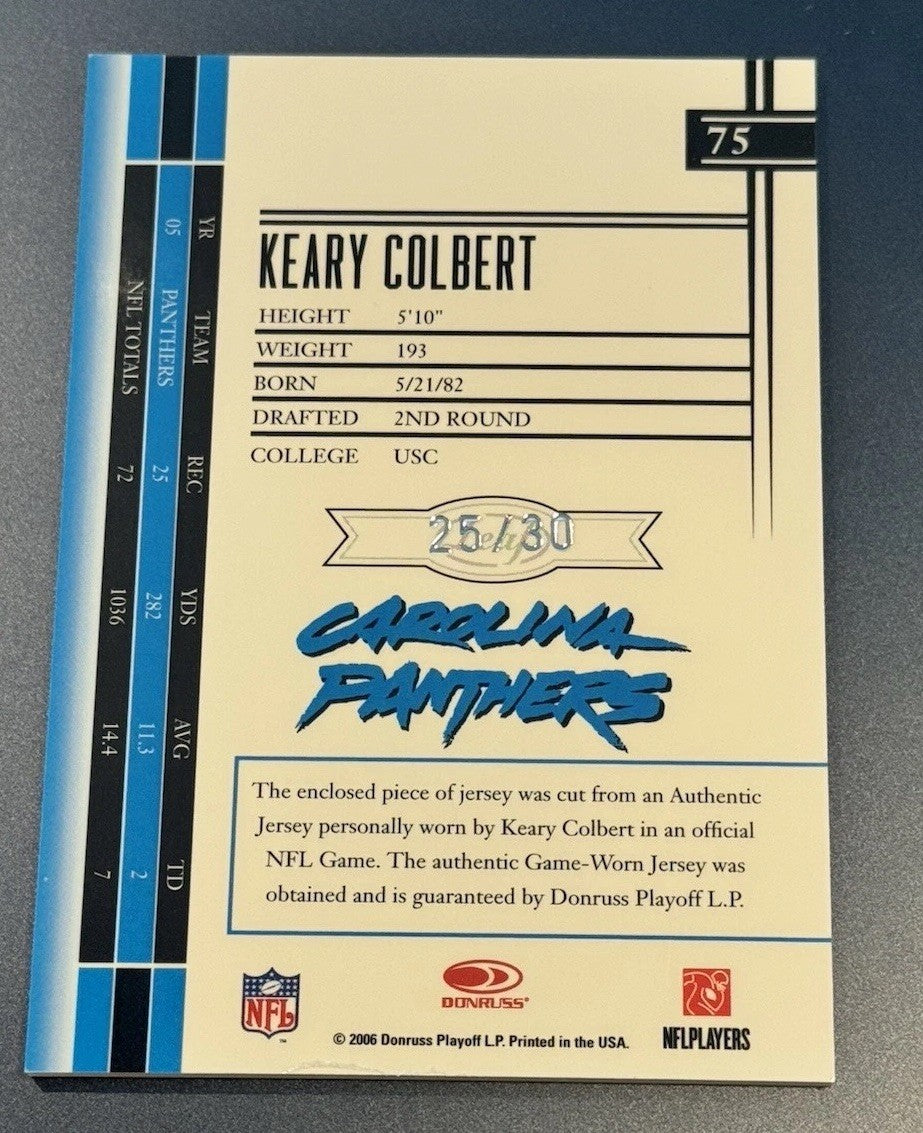 75
KEARY COLBERT
HEIGHT 5'10"
WEIGHT 193
BORN 5/21/82
DRAFTED 2ND ROUND
COLLEGE USC
Leaf
25/30
CAROLINA
PANTHERS
The enclosed piece of jersey was cut from an Authentic
Jersey personally worn by Keary Colbert in an official
NFL Game. The authentic Game-Worn Jersey was
obtained and is guaranteed by Donruss Playoff L.P.
YR TEAM REC YDS AVG TD
05 PANTHERS 25 282 11.3 2
NFL TOTALS 72 1036 14.4 7
NFL
™
DONRUSS®
NFLPLAYERS
© 2006 Donruss Playoff L.P. Printed in the USA.